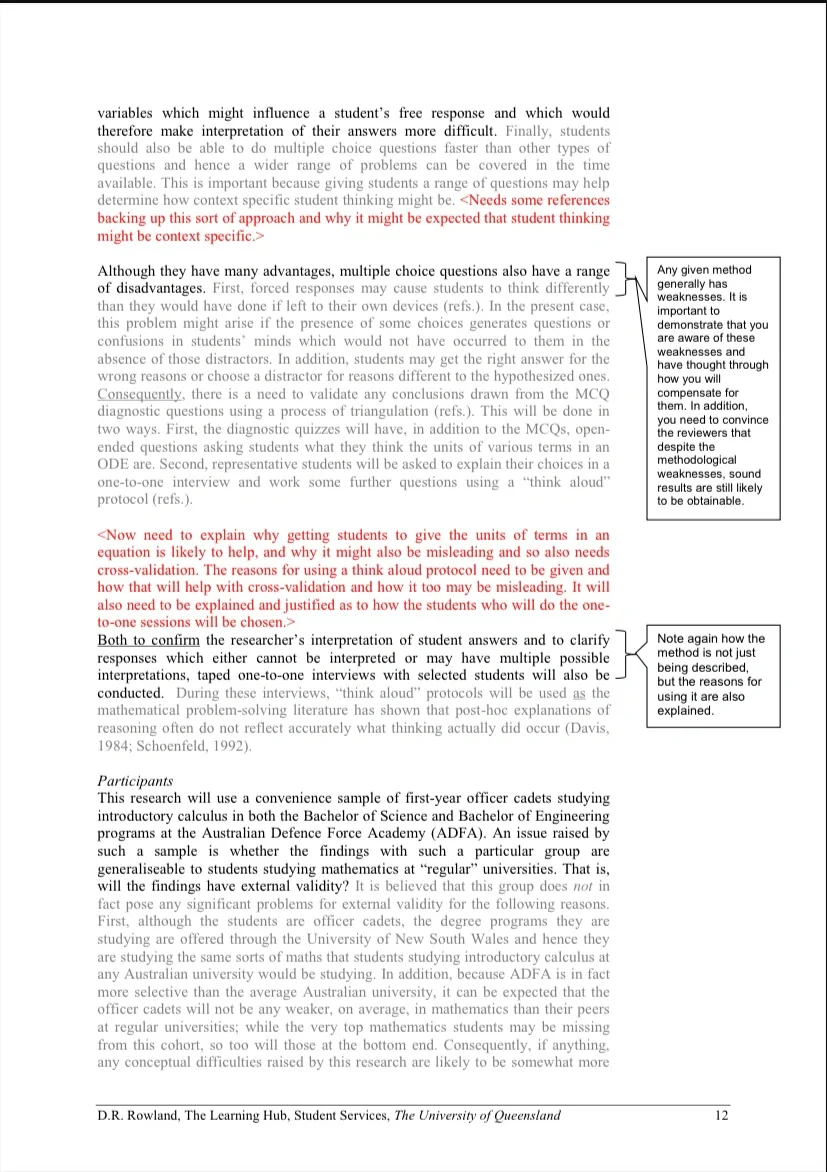 variables which might influence a student's free response and which would
therefore make interpretation of their answers more difficult. Finally, students
should also be able to do multiple choice questions faster than other types of
questions and hence a wider range of problems can be covered in the time
available. This is important because giving students a range of questions may help
determine how context specific student thinking might be. <Needs some references
backing up this sort of approach and why it might be expected that student thinking
might be context specific.>
Although they have many advantages, multiple choice questions also have a range
of disadvantages. First, forced responses may cause students to think differently
than they would have done if left to their own devices (refs.). In the present case,
this problem might arise if the presence of some choices generates questions or
confusions in students' minds which would not have occurred to them in the
absence of those distractors. In addition, students may get the right answer for the
wrong reasons or choose a distractor for reasons different to the hypothesized ones.
Consequently, there is a need to validate any conclusions drawn from the MCQ
diagnostic questions using a process of triangulation (refs.). This will be done in
two ways. First, the diagnostic quizzes will have, in addition to the MCQs, open-
ended questions asking students what they think the units of various terms in an
ODE are. Second, representative students will be asked to explain their choices in a
one-to-one interview and work some further questions using a "think aloud"
protocol (refs.).
Any given method
generally has
weaknesses. It is
important to
demonstrate that you
are aware of these
weaknesses and
have thought through
how you will
compensate for
them. In addition,
you need to convince
the reviewers that
despite the
methodological
weaknesses, sound
results are still likely
to be obtainable.
<Now need to explain why getting students to give the units of terms in an
equation is likely to help, and why it might also be misleading and so also needs
cross-validation. The reasons for using a think aloud protocol need to be given and
how that will help with cross-validation and how it too may be misleading. It will
also need to be explained and justified as to how the students who will do the one-
to-one sessions will be chosen.>
Both to confirm the researcher's interpretation of student answers and to clarify
responses which either cannot be interpreted or may have multiple possible
interpretations, taped one-to-one interviews with selected students will also be
conducted. During these interviews, "think aloud" protocols will be used as the
mathematical problem-solving literature has shown that post-hoc explanations of
reasoning often do not reflect accurately what thinking actually did occur (Davis,
1984; Schoenfeld, 1992).
Note again how the
method is not just
being described,
but the reasons for
using it are also
explained.
Participants
This research will use a convenience sample of first-year officer cadets studying
introductory calculus in both the Bachelor of Science and Bachelor of Engineering
programs at the Australian Defence Force Academy (ADFA). An issue raised by
such a sample is whether the findings with such a particular group are
generaliseable to students studying mathematics at "regular" universities. That is,
will the findings have external validity? It is believed that this group does not in
fact pose any significant problems for external validity for the following reasons.
First, although the students are officer cadets, the degree programs they are
studying are offered through the University of New South Wales and hence they
are studying the same sorts of maths that students studying introductory calculus at
any Australian university would be studying. In addition, because ADFA is in fact
more selective than the average Australian university, it can be expected that the
officer cadets will not be any weaker, on average, in mathematics than their peers
at regular universities; while the very top mathematics students may be missing
from this cohort, so too will those at the bottom end. Consequently, if anything,
any conceptual difficulties raised by this research are likely to be somewhat more
D.R. Rowland, The Learning Hub, Student Services, The University of Queensland 12